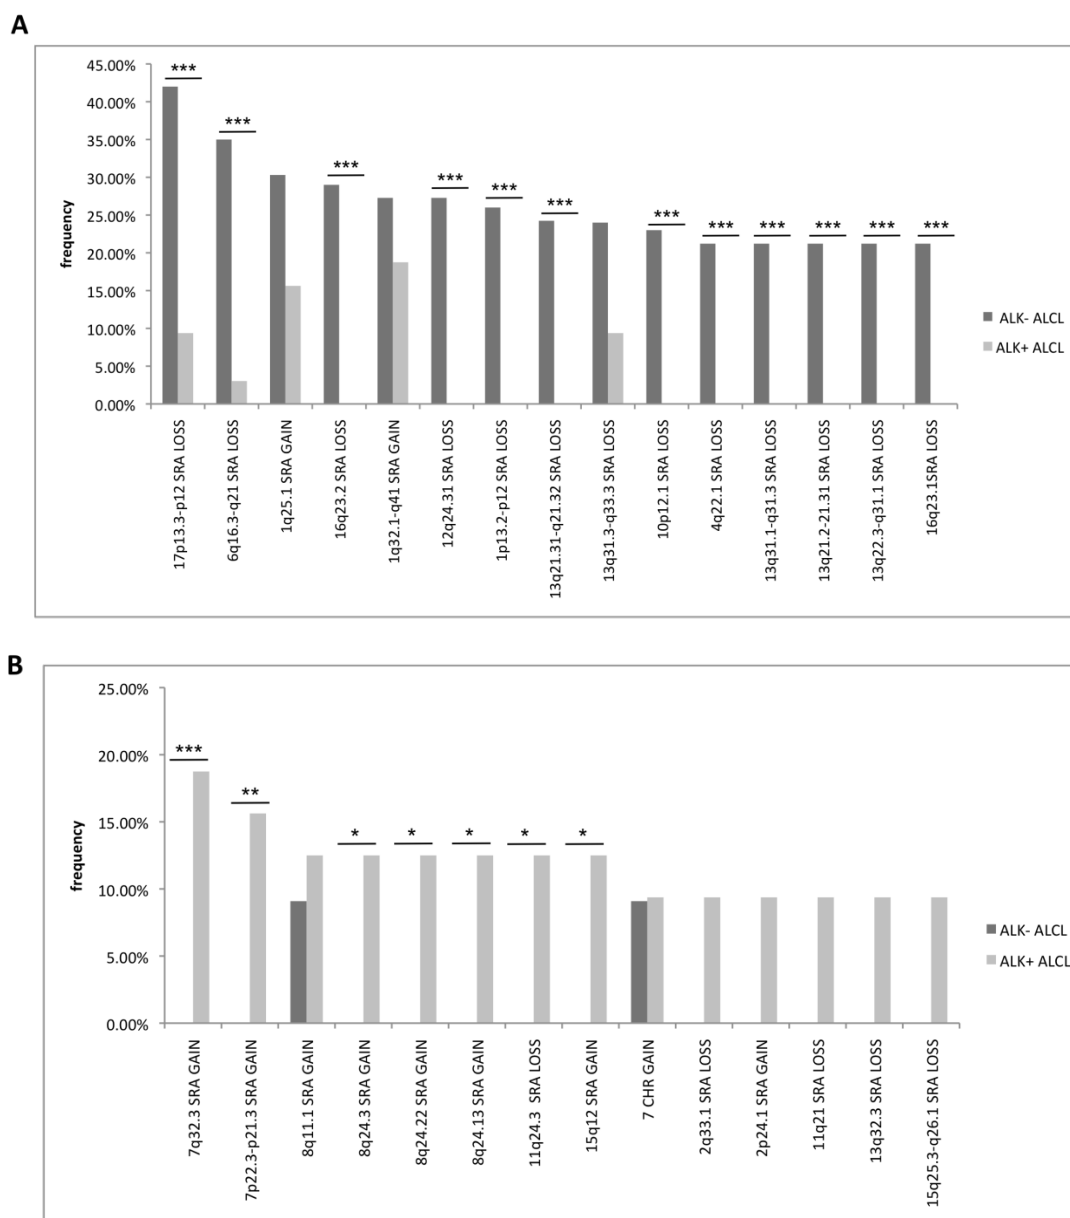 A
45.00%
40.00%
35.00%
30.00%
25.00%
20.00%
15.00%
10.00%
5.00%
0.00%
frequency
***
***
***
***
***
***
***
***
***
***
***
***
17p13.3-p12 SRA LOSS
6q16.3-q21 SRA LOSS
1q25.1 SRA GAIN
16q23.2 SRA LOSS
1q32.1-q41 SRA GAIN
12q24.31 SRA LOSS
1p13.2-p12 SRA LOSS
13q21.31-q21.32 SRA LOSS
13q31.3-q33.3 SRA LOSS
10p12.1 SRA LOSS
4q22.1 SRA LOSS
13q31.1-q31.3 SRA LOSS
13q21.2-21.31 SRA LOSS
13q22.3-q31.1 SRA LOSS
16q23.1SRA LOSS
ALK- ALCL
ALK+ ALCL
B
25.00%
20.00%
15.00%
10.00%
5.00%
0.00%
frequency
***
**
*
*
*
*
*
7q32.3 SRA GAIN
7p22.3-p21.3 SRA GAIN
8q11.1 SRA GAIN
8q24.3 SRA GAIN
8q24.22 SRA GAIN
8q24.13 SRA GAIN
11q24.3 SRA LOSS
15q12 SRA GAIN
7 CHR GAIN
2q33.1 SRA LOSS
2p24.1 SRA GAIN
11q21 SRA LOSS
13q32.3 SRA LOSS
15q25.3-q26.1 SRA LOSS
ALK- ALCL
ALK+ ALCL